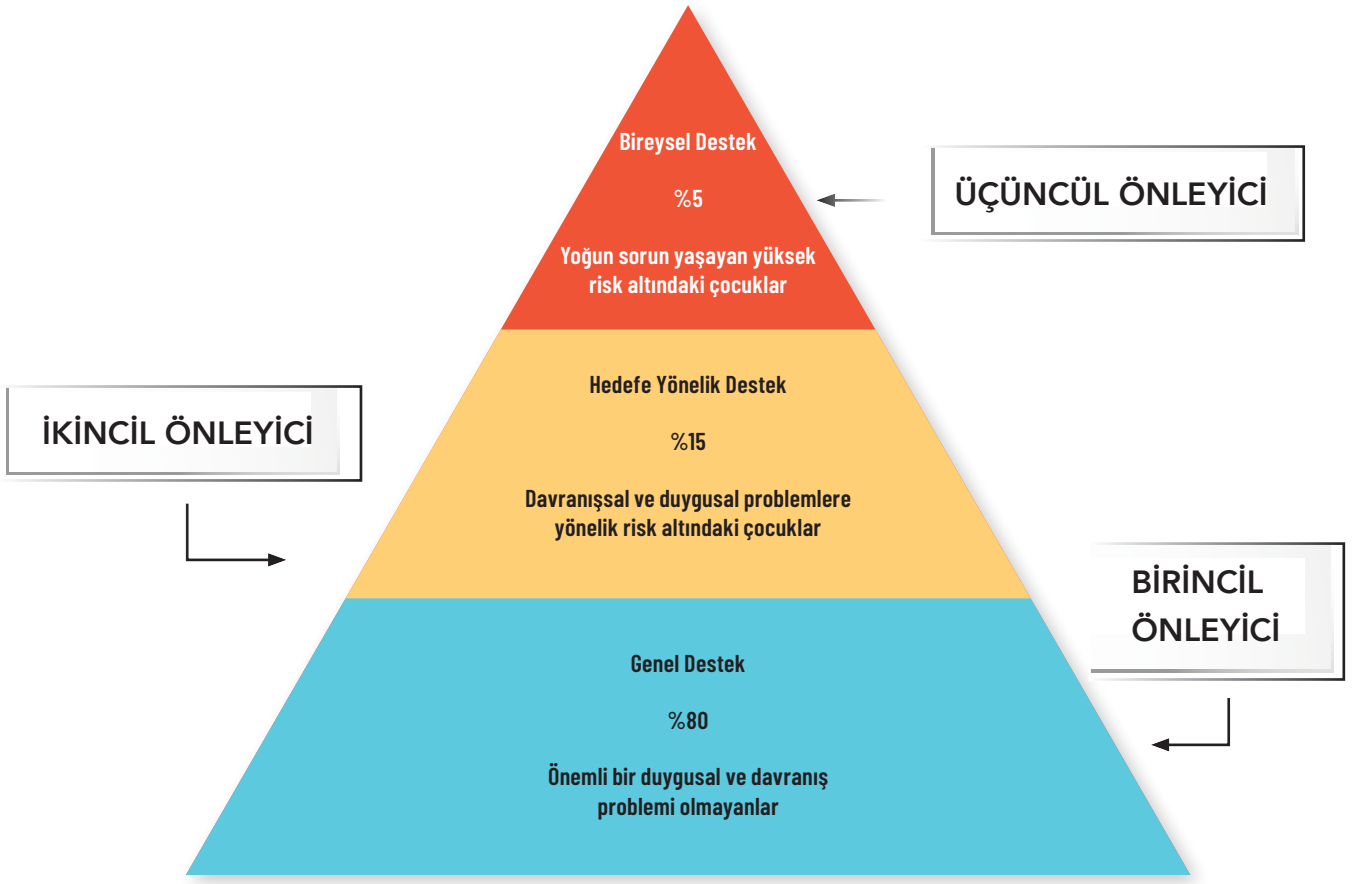 Bireysel Destek
%5
Yoğun sorun yaşayan yüksek
risk altındaki çocuklar
ÜÇÜNCÜL ÖNLEYİCİ
Hedefe Yönelik Destek
%15
Davranışsal ve duygusal problemlere
yönelik risk altındaki çocuklar
İKİNCİL ÖNLEYİCİ
Genel Destek
%80
Önemli bir duygusal ve davranış
problemi olmayanlar
BİRİNCİL
ÖNLEYİCİ